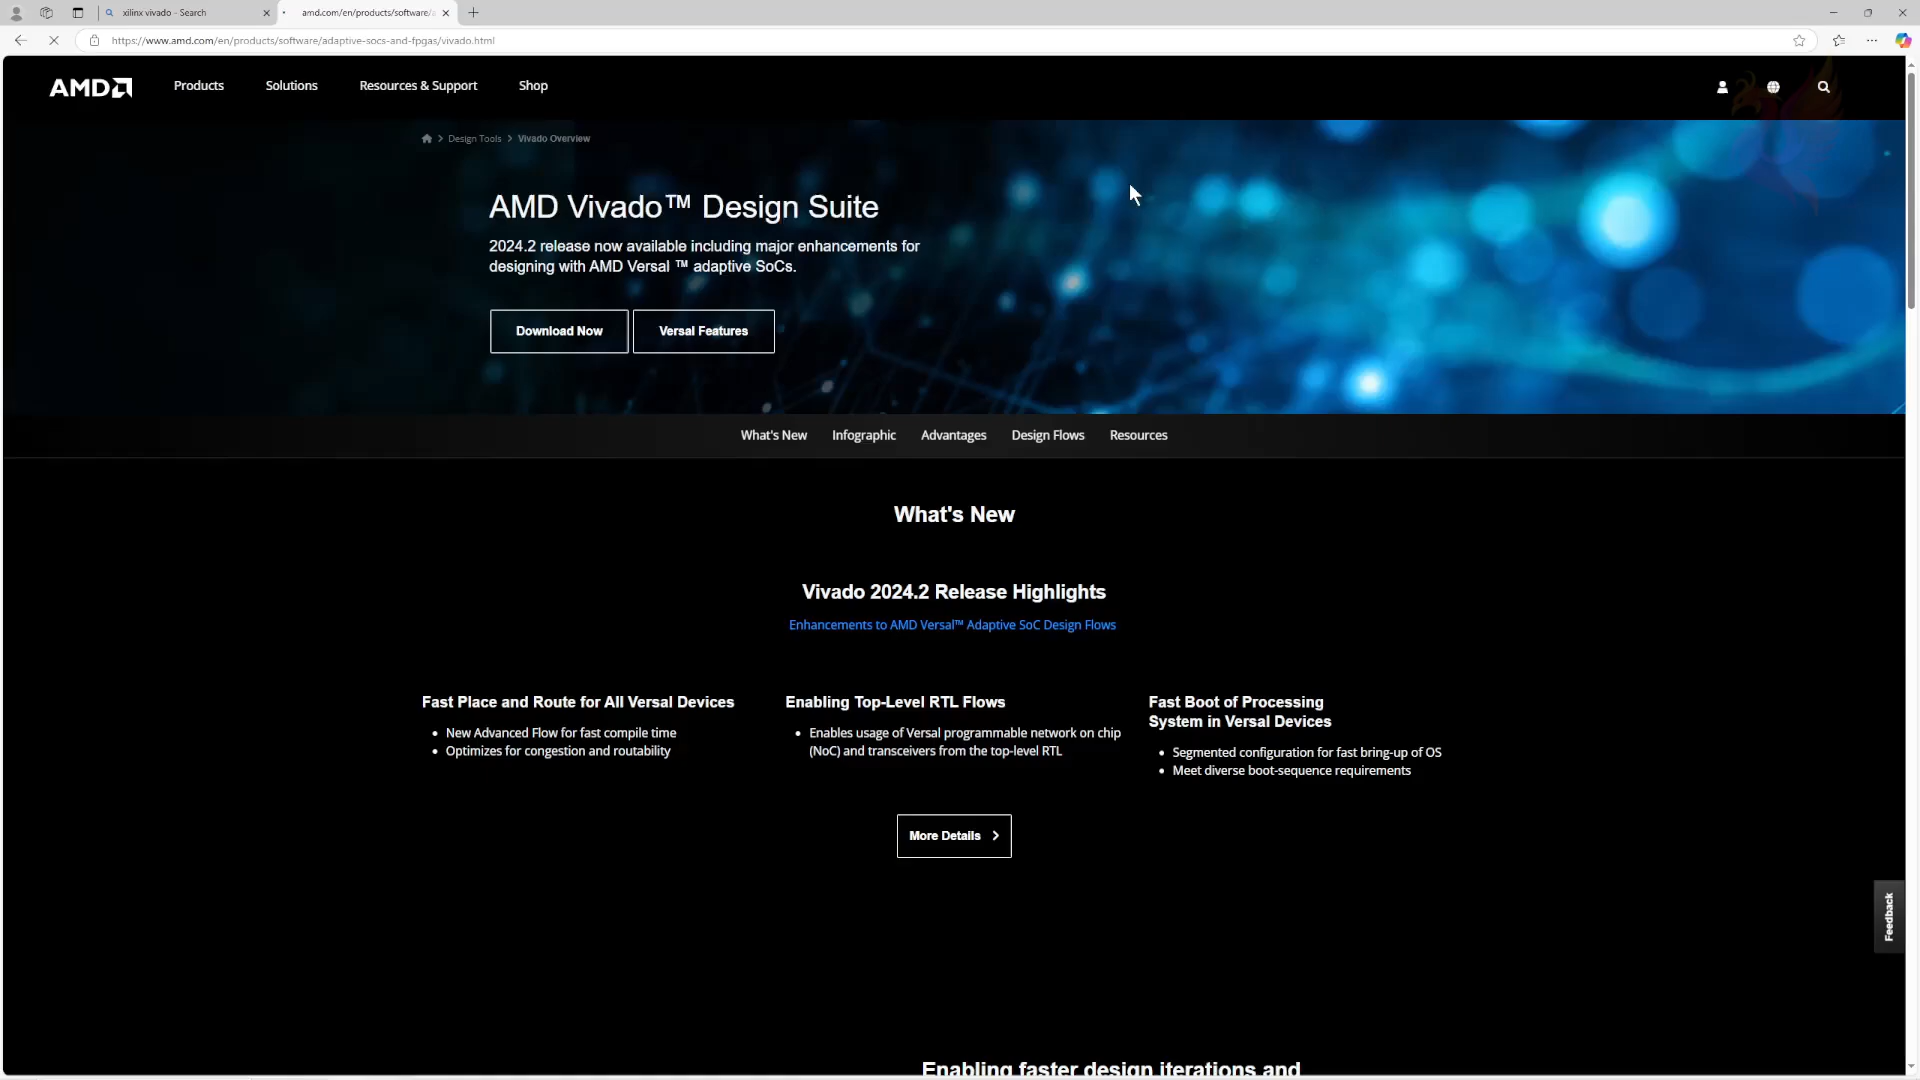 xilinx vivado - Search
amd.com/en/products/software/a
https://www.amd.com/en/products/software/adaptive-socs-and-fpgas/vivado.html
AMD
Products
Solutions
Resources & Support
Shop
Design Tools
Vivado Overview
AMD Vivado™ Design Suite
2024.2 release now available including major enhancements for
designing with AMD Versal ™ adaptive SoCs.
Download Now
Versal Features
What's New
Infographic
Advantages
Design Flows
Resources
What's New
Vivado 2024.2 Release Highlights
Enhancements to AMD Versal™ Adaptive SoC Design Flows
Fast Place and Route for All Versal Devices
New Advanced Flow for fast compile time
Optimizes for congestion and routability
Enabling Top-Level RTL Flows
Enables usage of Versal programmable network on chip
(NoC) and transceivers from the top-level RTL
Fast Boot of Processing
System in Versal Devices
Segmented configuration for fast bring-up of OS
Meet diverse boot-sequence requirements
More Details
Feedback
Enabling faster design iterations and